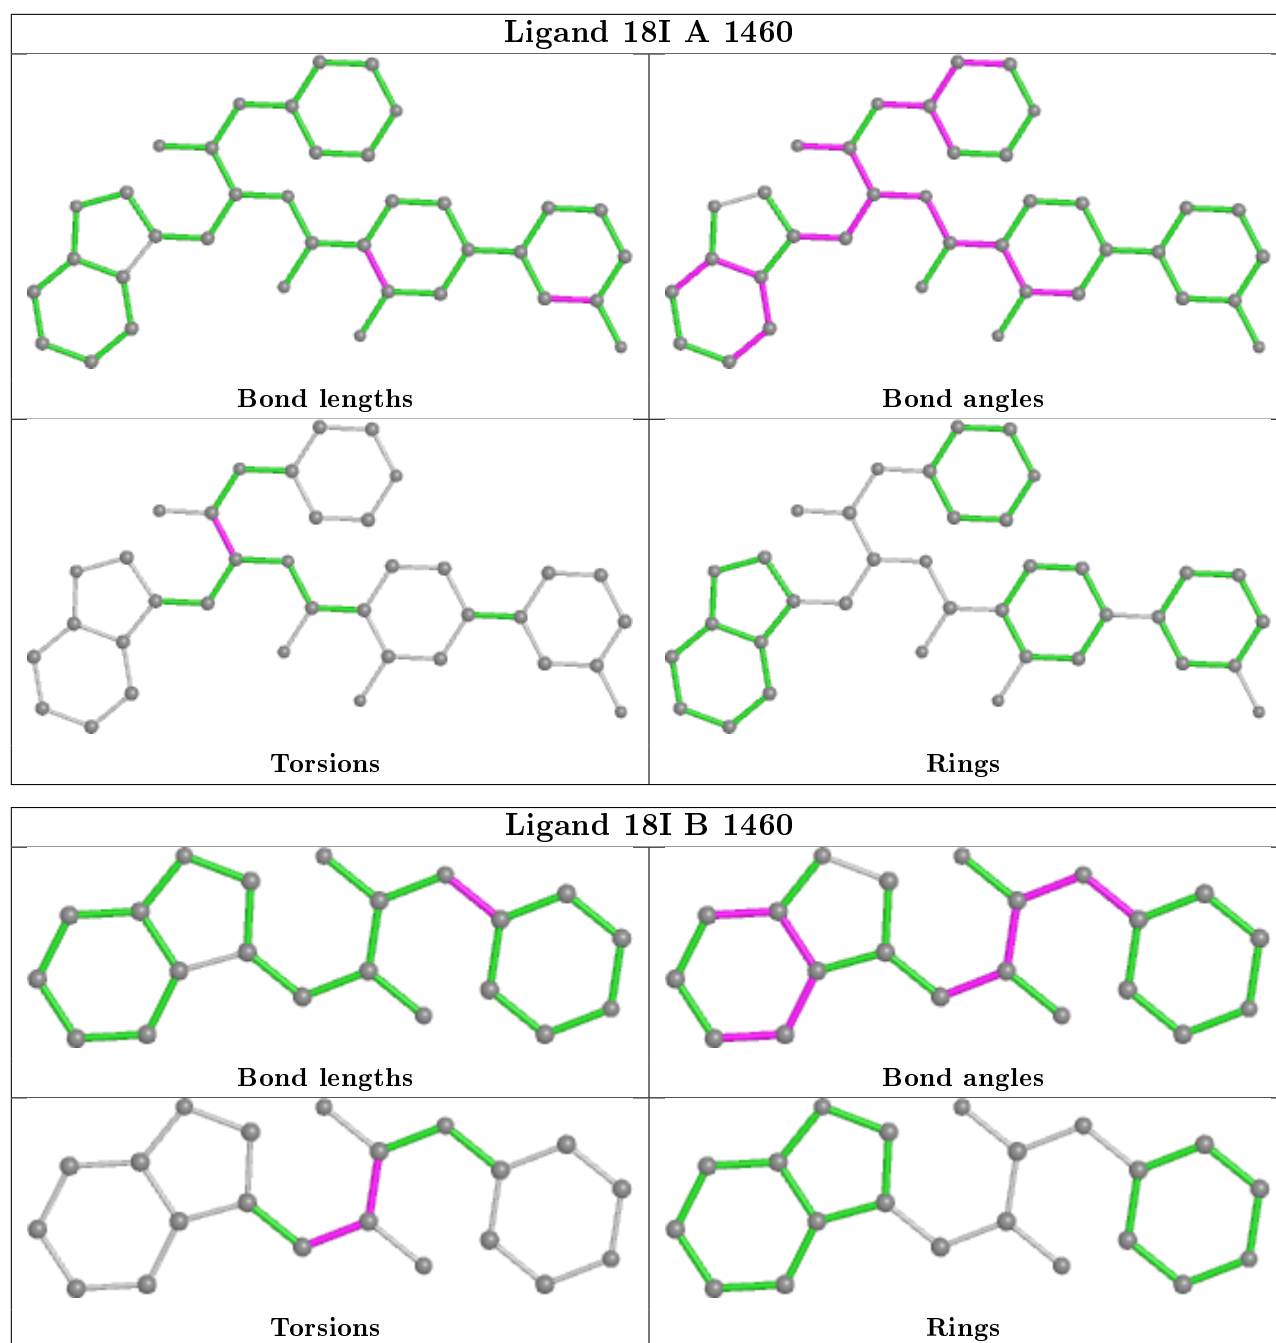 Ligand 18I A 1460
Bond lengths
Bond angles
Torsions
Rings
Ligand 18I B 1460
Bond lengths
Bond angles
Torsions
Rings